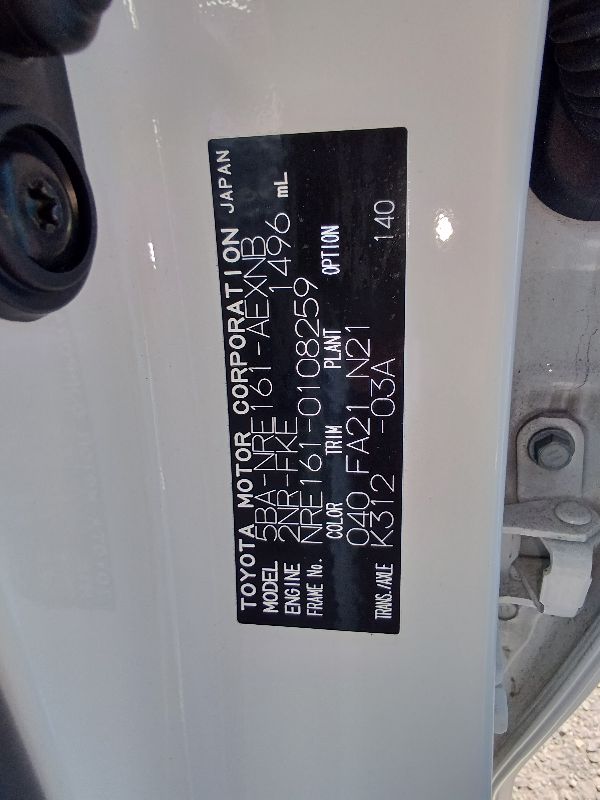 TOYOTA MOTOR CORPORATION JAPAN
MODEL 5BA-NRE161-AEXNB
ENGINE 2NR-FKE 1496 mL
FRAME No. NRE161-0108259
COLOR TRIM PLANT OPTION
040 FA21 N21
TRANS./AXLE K312 -03A 140